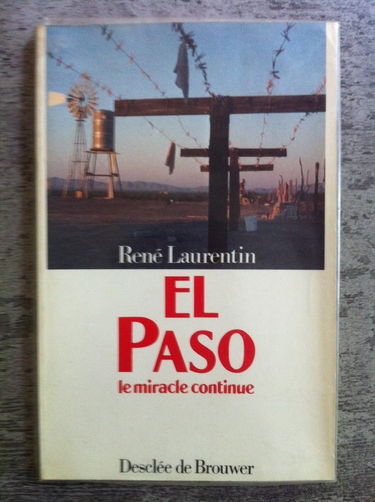 René Laurentin
EL
PASO
le miracle continue
Desclée de Brouwer